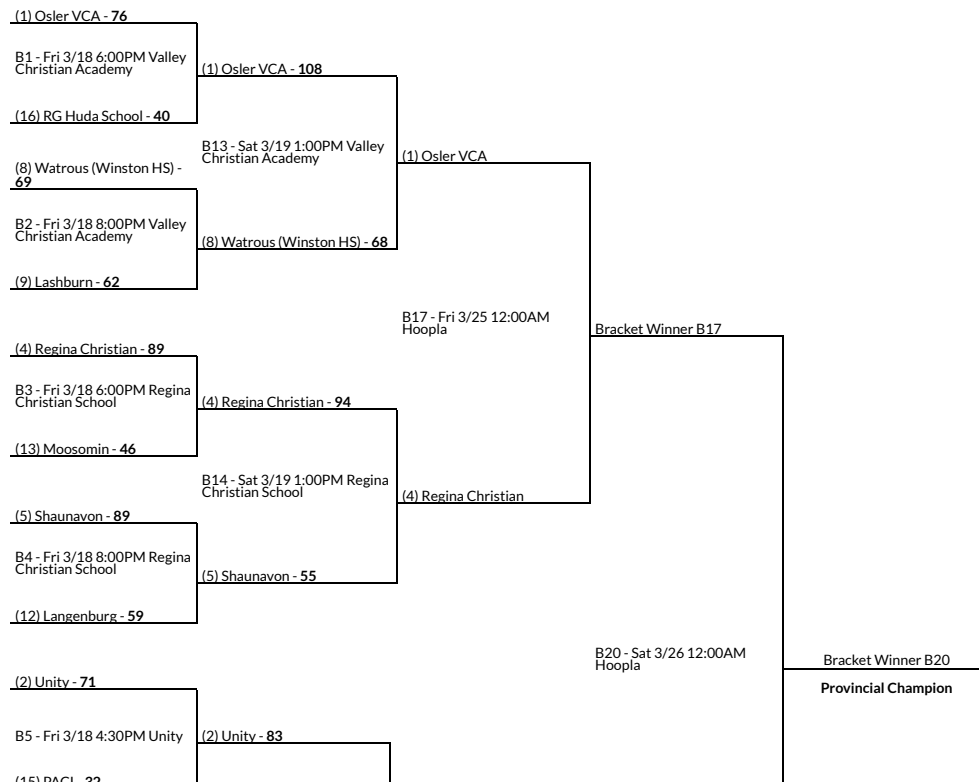 (1) Osler VCA - 76
B1 - Fri 3/18 6:00PM Valley
Christian Academy
(1) Osler VCA - 108
(16) RG Huda School - 40
B13 - Sat 3/19 1:00PM Valley
Christian Academy
(1) Osler VCA
(8) Watrous (Winston HS) -
69
B2 - Fri 3/18 8:00PM Valley
Christian Academy
(8) Watrous (Winston HS) - 68
(9) Lashburn - 62
B17 - Fri 3/25 12:00AM
Hoopla
Bracket Winner B17
(4) Regina Christian - 89
B3 - Fri 3/18 6:00PM Regina
Christian School
(4) Regina Christian - 94
(13) Moosomin - 46
B14 - Sat 3/19 1:00PM Regina
Christian School
(4) Regina Christian
(5) Shaunavon - 89
B4 - Fri 3/18 8:00PM Regina
Christian School
(5) Shaunavon - 55
(12) Langenburg - 59
B20 - Sat 3/26 12:00AM
Hoopla
Bracket Winner B20
Provincial Champion
(2) Unity - 71
B5 - Fri 3/18 4:30PM Unity
(2) Unity - 83
(15) PACI - 32